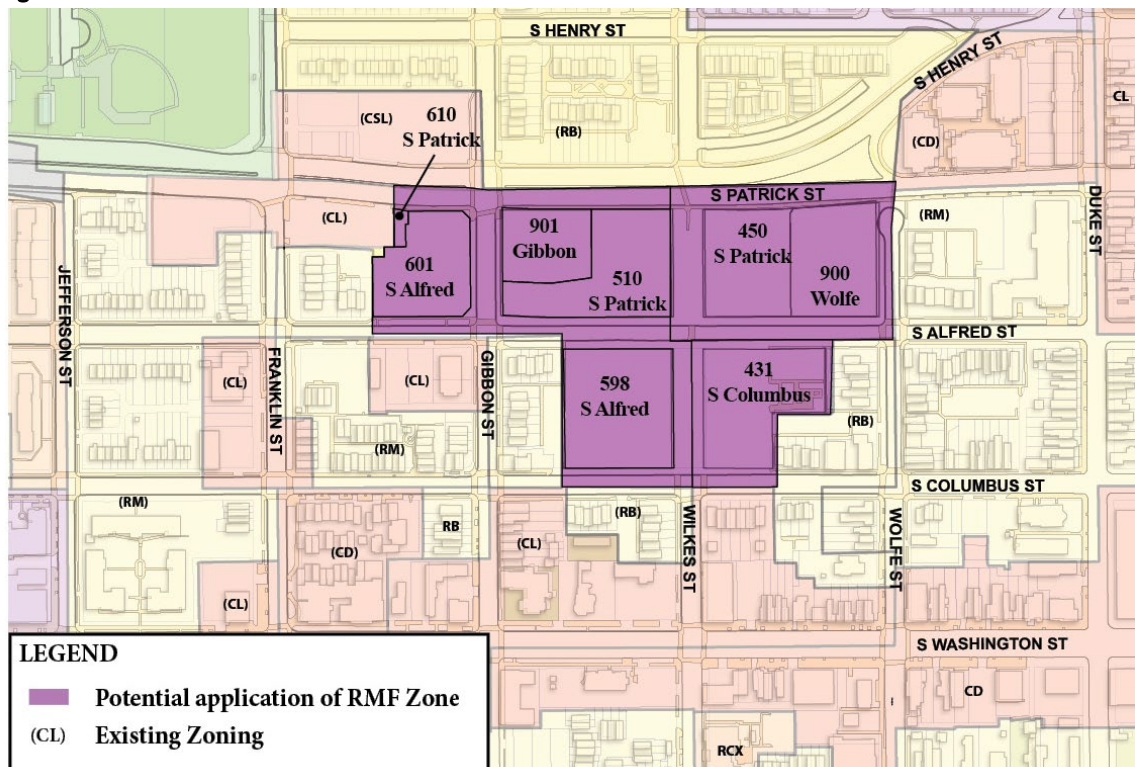 S HENRY ST
S HENRY ST
610
S Patrick
(CSL)
(RB)
(CD)
CL
S PATRICK ST
(CL)
901
Gibbon
450
S Patrick
(RM)
DUKE ST
601
S Alfred
510
S Patrick
900
Wolfe
JEFFERSON ST
S ALFRED ST
FRANKLIN ST
GIBBON ST
(CL)
(CL)
598
S Alfred
431
S Columbus
(RB)
(RM)
S COLUMBUS ST
(RM)
RB
(RB)
WILKES ST
WOLFE ST
(CD)
(CL)
(CL)
S WASHINGTON ST
LEGEND
Potential application of RMF Zone
(CL) Existing Zoning
CD
RCX